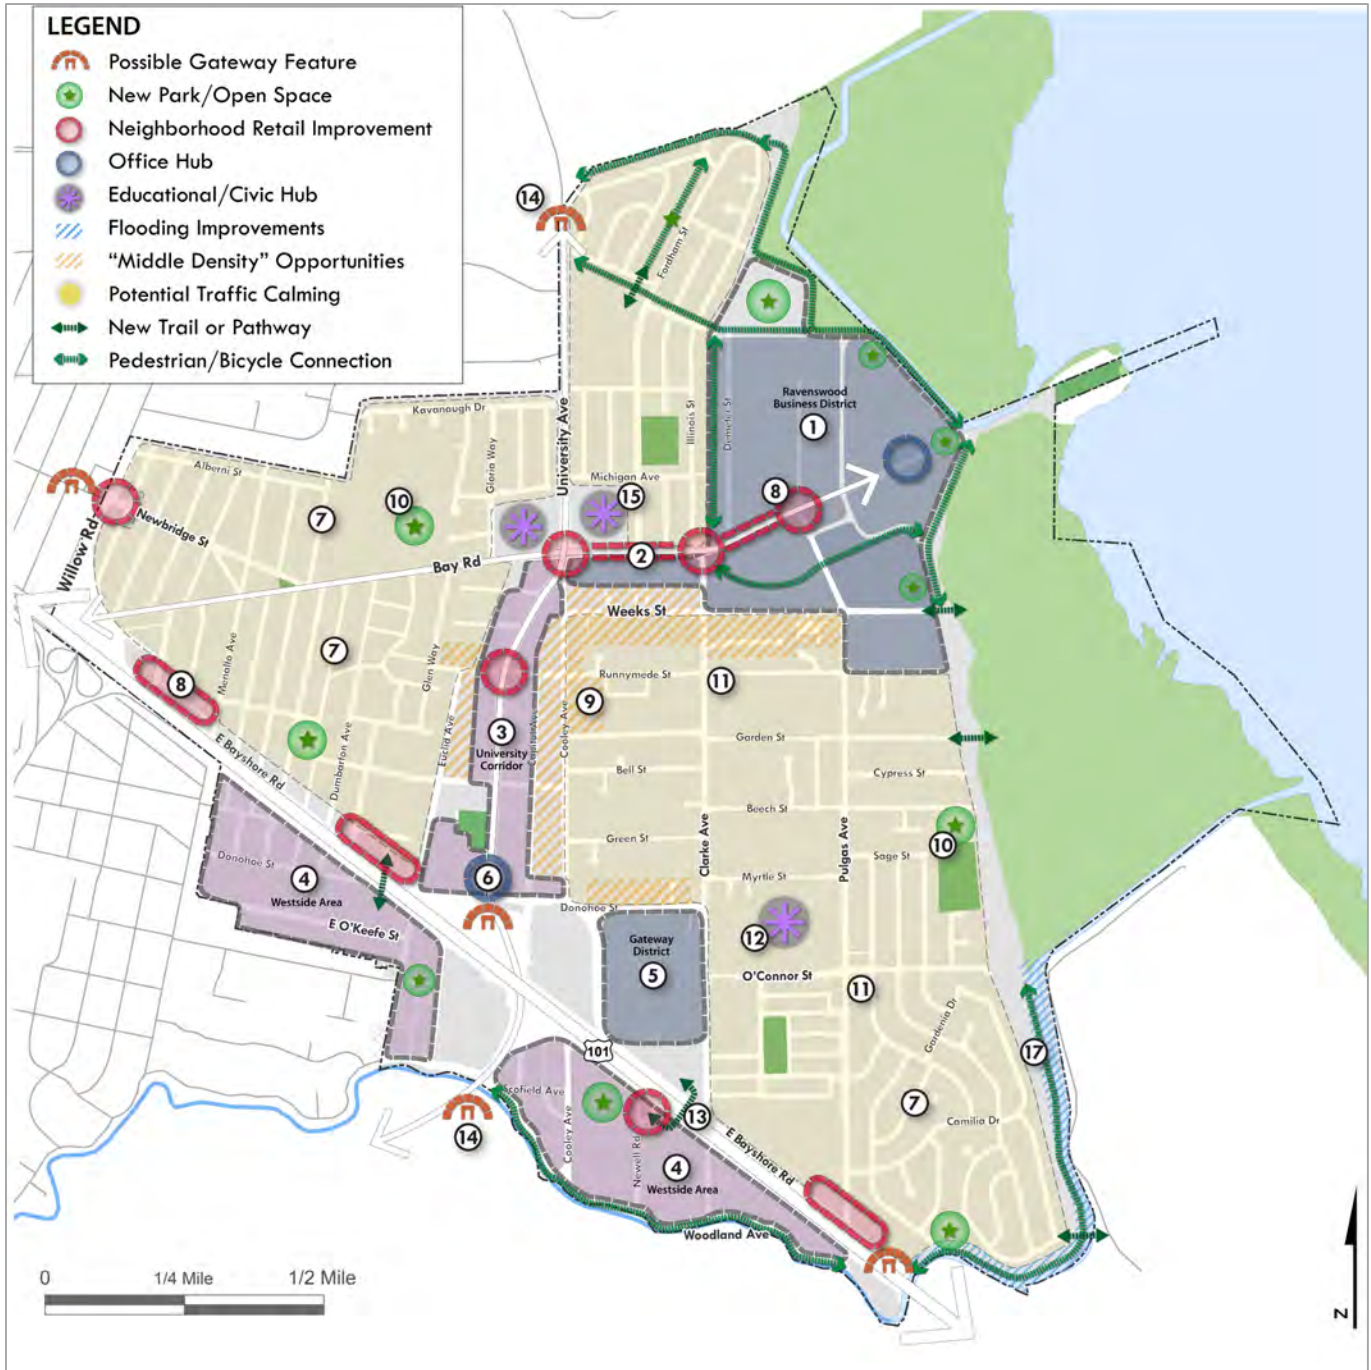 LEGEND
Possible Gateway Feature
New Park/Open Space
Neighborhood Retail Improvement
Office Hub
Educational/Civic Hub
Flooding Improvements
“Middle Density” Opportunities
Potential Traffic Calming
New Trail or Pathway
Pedestrian/Bicycle Connection
14
Fordham St
Ravenswood
Business District
1
Kavanaugh Dr
University Ave
Illinois St
Demeter St
Gloria Way
Alberni St
Michigan Ave
15
8
10
7
Newbridge St
Willow Rd
Bay Rd
2
Weeks St
Menalto Ave
7
Glen Way
8
Runnymede St
11
9
3
University
Corridor
Euclid Ave
Cooley Ave
Garden St
E Bayshore Rd
Dumbarton Ave
Bell St
Cypress St
Beech St
Green St
Clarke Ave
Pulgas Ave
10
Sage St
Donohoe St
4
Westside Area
6
Myrtle St
Donohoe St
E O'Keefe St
Gateway
District
5
12
O'Connor St
11
Gardenia Dr
101
17
Scofield Ave
Cooley Ave
Newell Rd
13
7
Camilia Dr
14
E Bayshore Rd
4
Westside Area
Woodland Ave
0
1/4 Mile
1/2 Mile
N